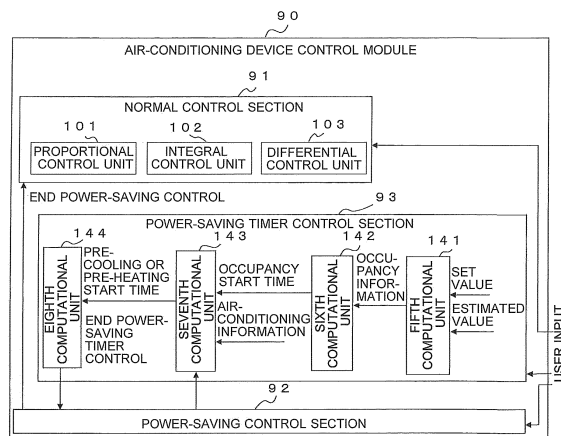 90
AIR-CONDITIONING DEVICE CONTROL MODULE
91
NORMAL CONTROL SECTION
101
102
103
PROPORTIONAL
CONTROL UNIT
INTEGRAL
CONTROL UNIT
DIFFERENTIAL
CONTROL UNIT
END POWER-SAVING CONTROL
93
POWER-SAVING TIMER CONTROL SECTION
144
143
142
141
EIGHTH
COMPUTATIONAL
UNIT
PRE-
COOLING OR
PRE-HEATING
START TIME
END POWER-
SAVING
TIMER
CONTROL
SEVENTH
COMPUTATIONAL
UNIT
OCCUPANCY
START TIME
AIR-
CONDITIONING
INFORMATION
SIXTH
COMPUTATIONAL
UNIT
OCCU-
PANCY
INFOR-
MATION
FIFTH
COMPUTATIONAL
UNIT
SET
VALUE
ESTIMATED
VALUE
USER INPUT
92
POWER-SAVING CONTROL SECTION